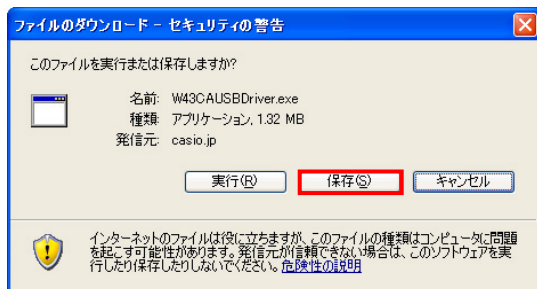 ファイルのダウンロード - セキュリティの警告
このファイルを実行または保存しますか?
名前: W43CAUSBDriver.exe
種類: アプリケーション, 1.32 MB
発信元: casio.jp
実行(R) 保存(S) キャンセル
インターネットのファイルは役に立ちますが、このファイルの種類はコンピュータに問題
を起こす可能性があります。発信元が信頼できない場合は、このソフトウェアを実
行したり保存したりしないでください。危険性の説明